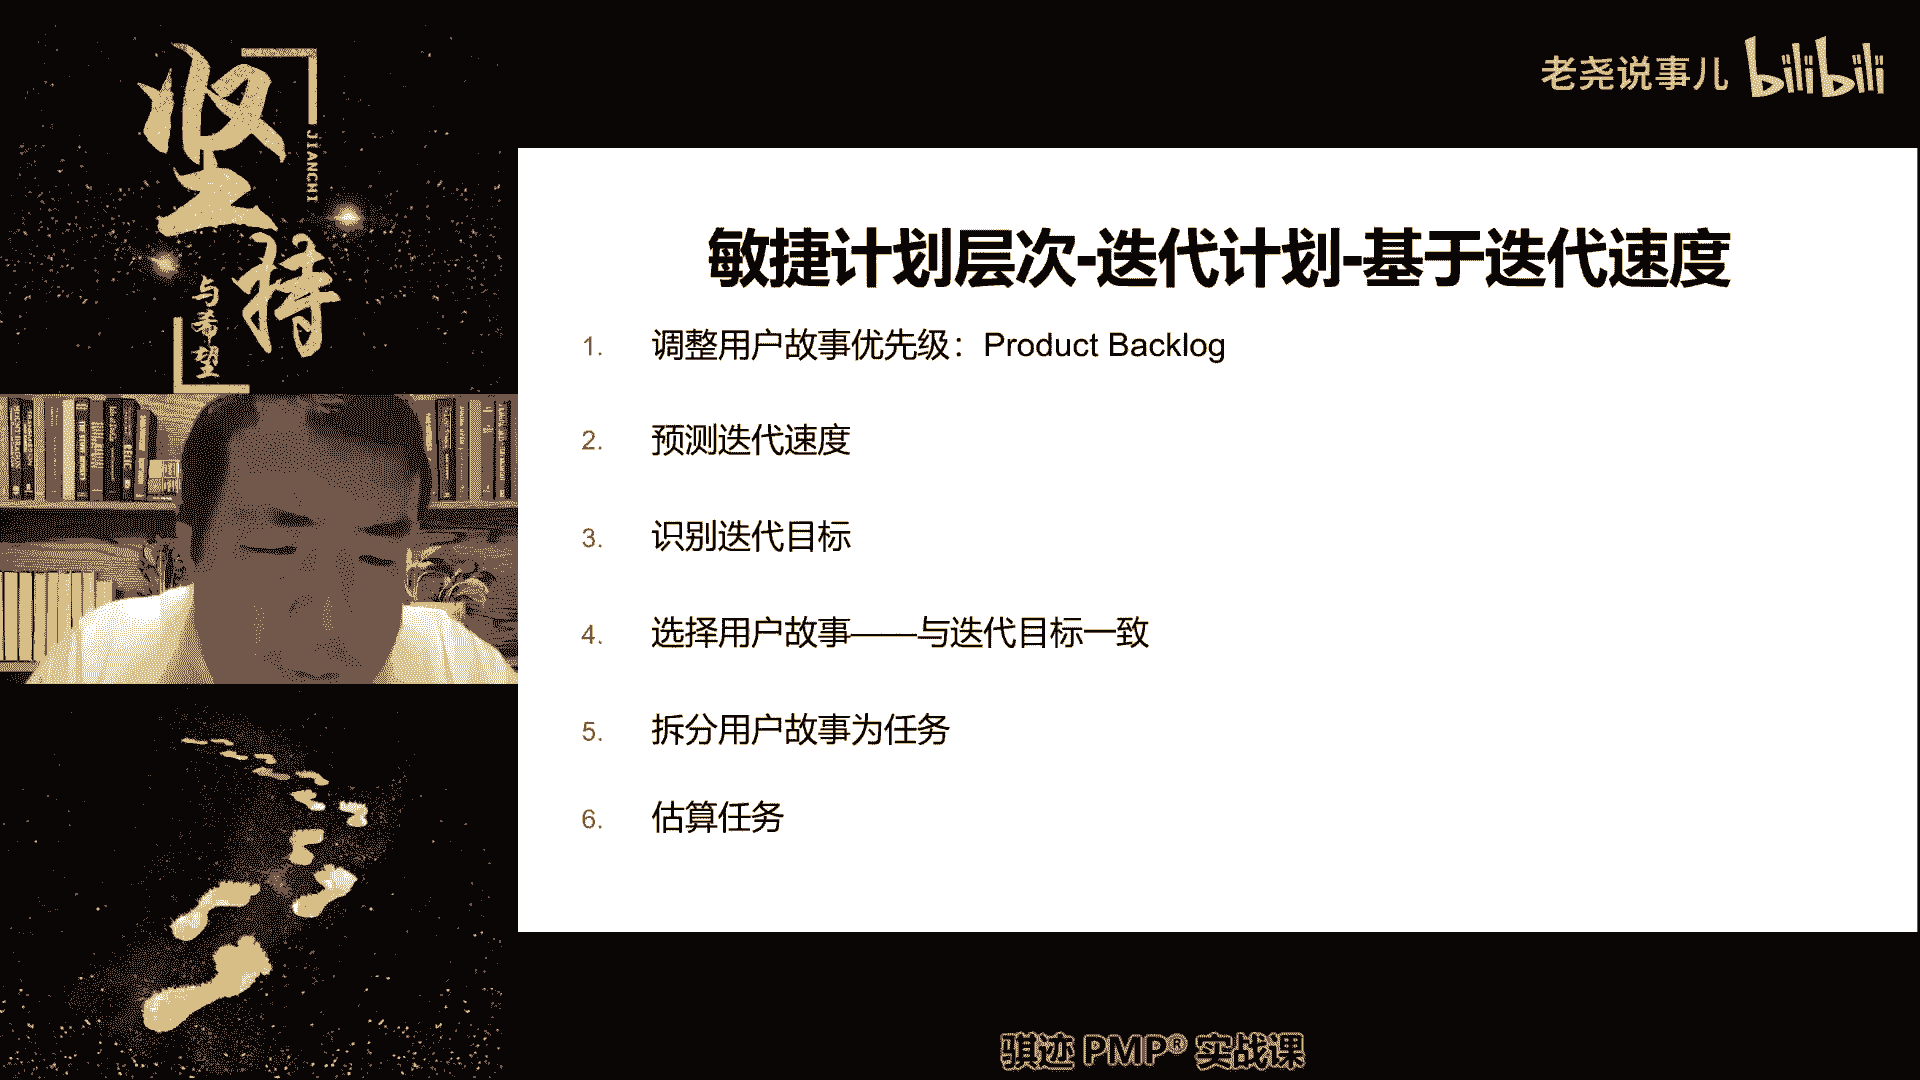 坚持
JIANCHI
与希望
老尧说事儿 bilibili
敏捷计划层次-迭代计划-基于迭代速度
1. 调整用户故事优先级：Product Backlog
2. 预测迭代速度
3. 识别迭代目标
4. 选择用户故事——与迭代目标一致
5. 拆分用户故事为任务
6. 估算任务
骐迹 PMP® 实战课